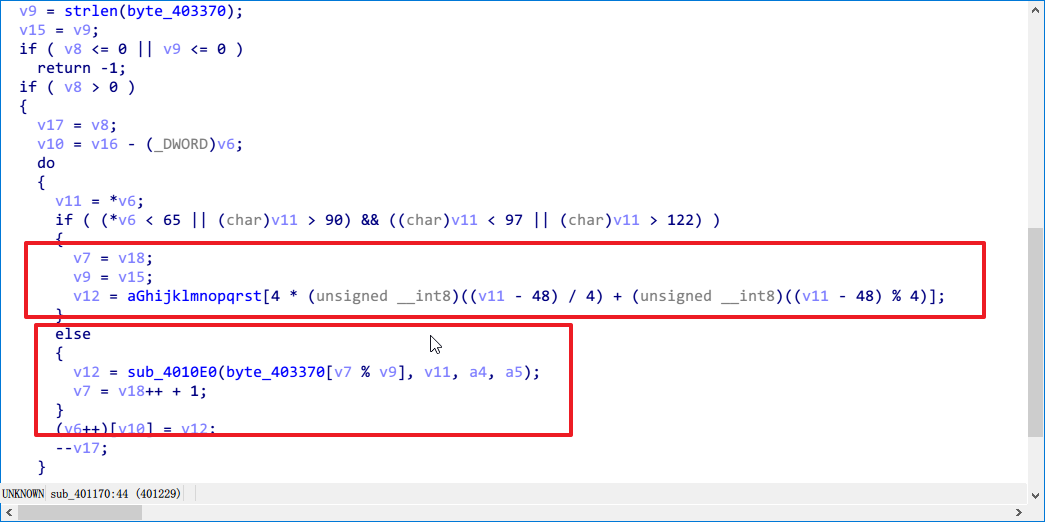 v9 = strlen(byte_403370);
v15 = v9;
if ( v8 <= 0 || v9 <= 0 )
return -1;
if ( v8 > 0 )
{
v17 = v8;
v10 = v16 - (_DWORD)v6;
do
{
v11 = *v6;
if ( (*v6 < 65 || (char)v11 > 90) && ((char)v11 < 97 || (char)v11 > 122) )
{
v7 = v18;
v9 = v15;
v12 = aGhijklmnopqrst[4 * (unsigned __int8)((v11 - 48) / 4) + (unsigned __int8)((v11 - 48) % 4)];
}
else
{
v12 = sub_4010E0(byte_403370[v7 % v9], v11, a4, a5);
v7 = v18++ + 1;
}
(v6++)[v10] = v12;
--v17;
}
UNKNOWN sub_401170:44 (401229)